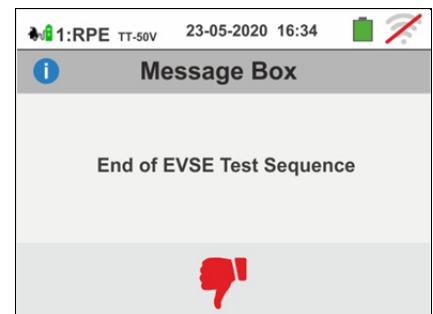 1:RPE TT-50V 23-05-2020 16:34
i Message Box
End of EVSE Test Sequence